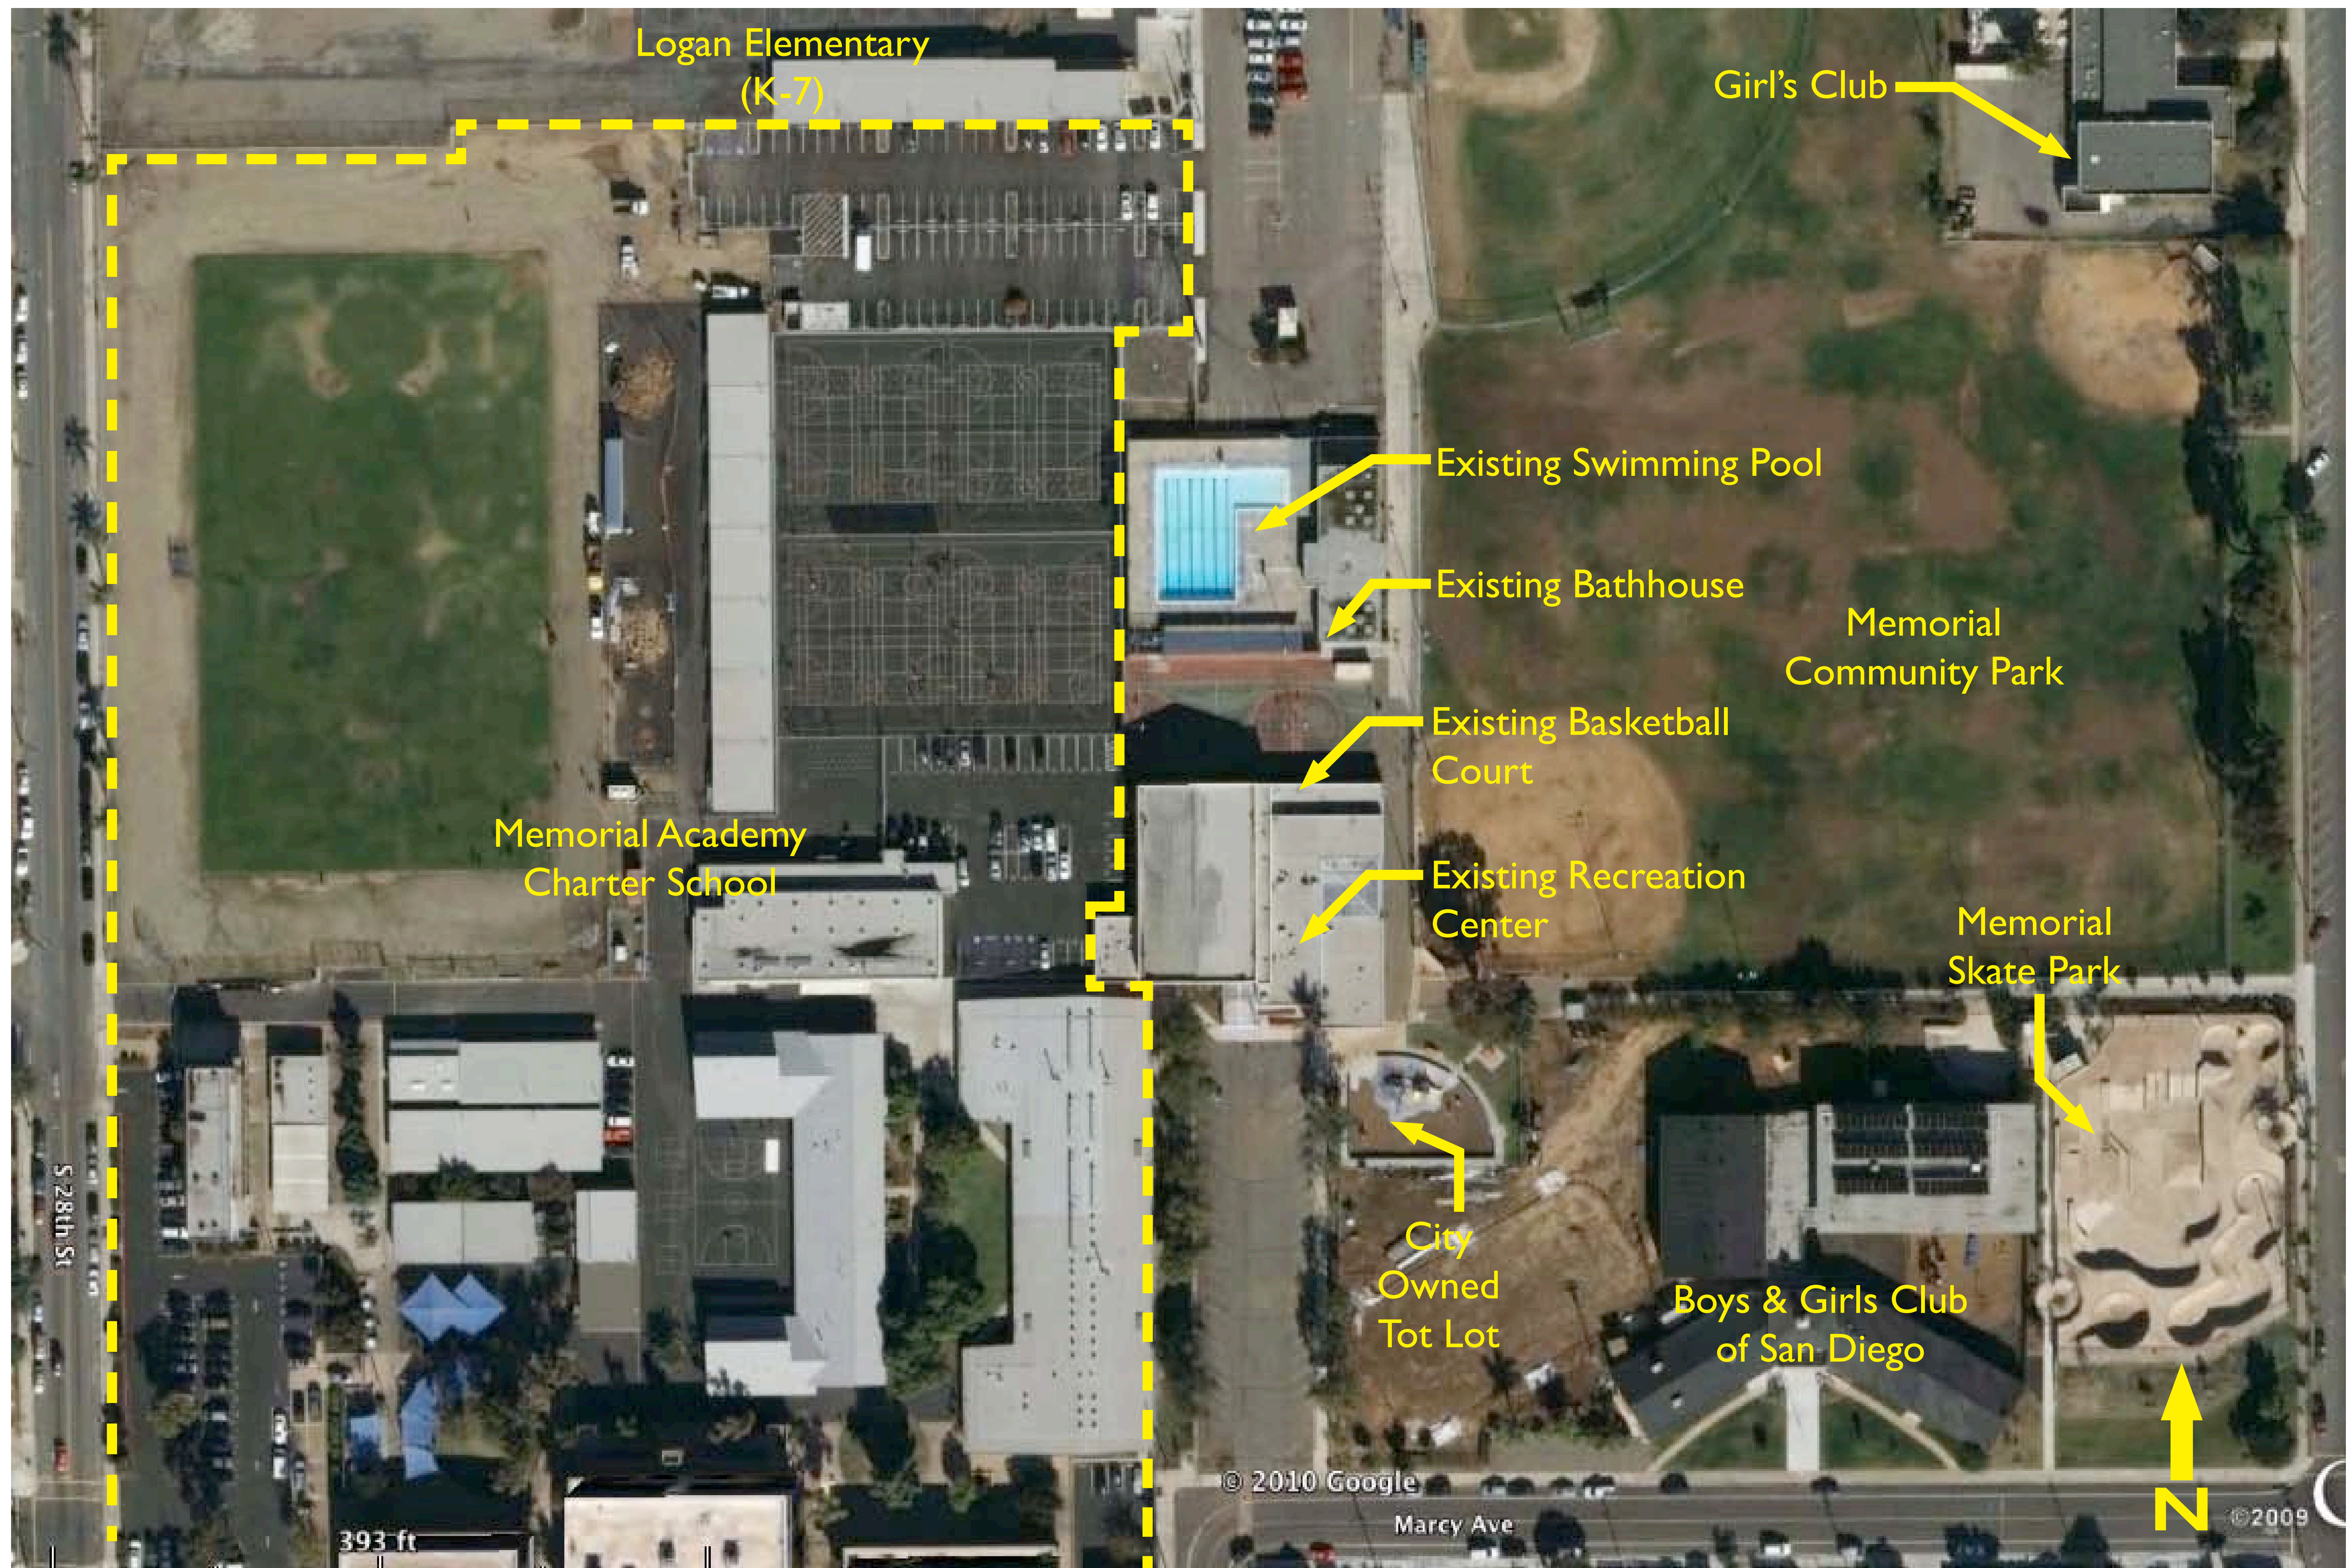 Logan Elementary
(K-7)
Girl's Club
Existing Swimming Pool
Existing Bathhouse
Memorial
Community Park
Existing Basketball
Court
Memorial Academy
Charter School
Existing Recreation
Center
Memorial
Skate Park
S 28th St
City
Owned
Tot Lot
Boys & Girls Club
of San Diego
© 2010 Google
Marcy Ave
N
©2009
393 ft